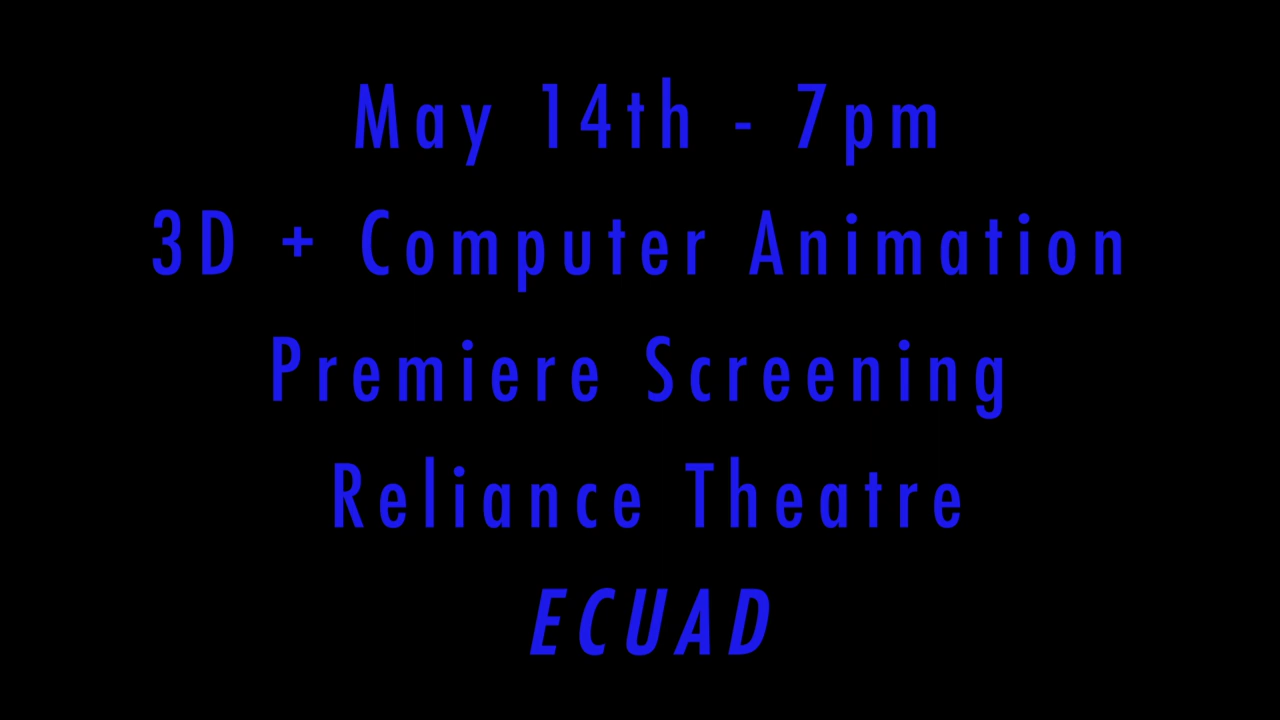 May 14th - 7pm
3D + Computer Animation
Premiere Screening
Reliance Theatre
ECUAD